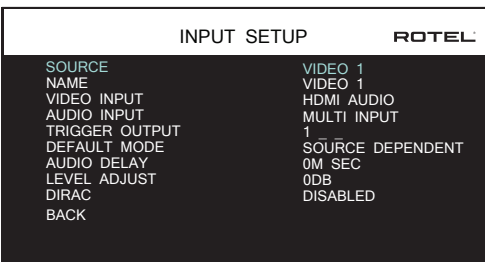 INPUT SETUP ROTEL
SOURCE VIDEO 1
NAME VIDEO 1
VIDEO INPUT HDMI AUDIO
AUDIO INPUT MULTI INPUT
TRIGGER OUTPUT 1 _ _
DEFAULT MODE SOURCE DEPENDENT
AUDIO DELAY 0M SEC
LEVEL ADJUST 0DB
DIRAC DISABLED
BACK